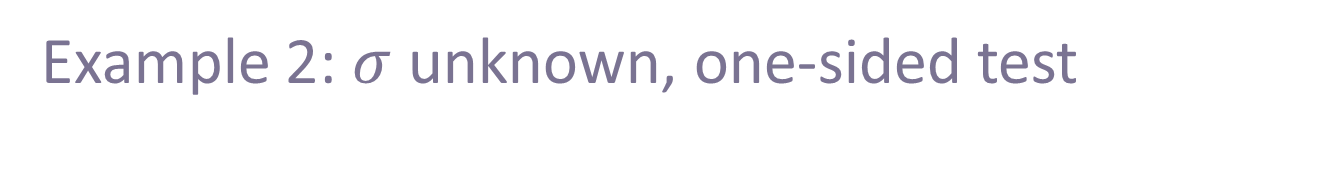 Example 2: σ unknown, one-sided test